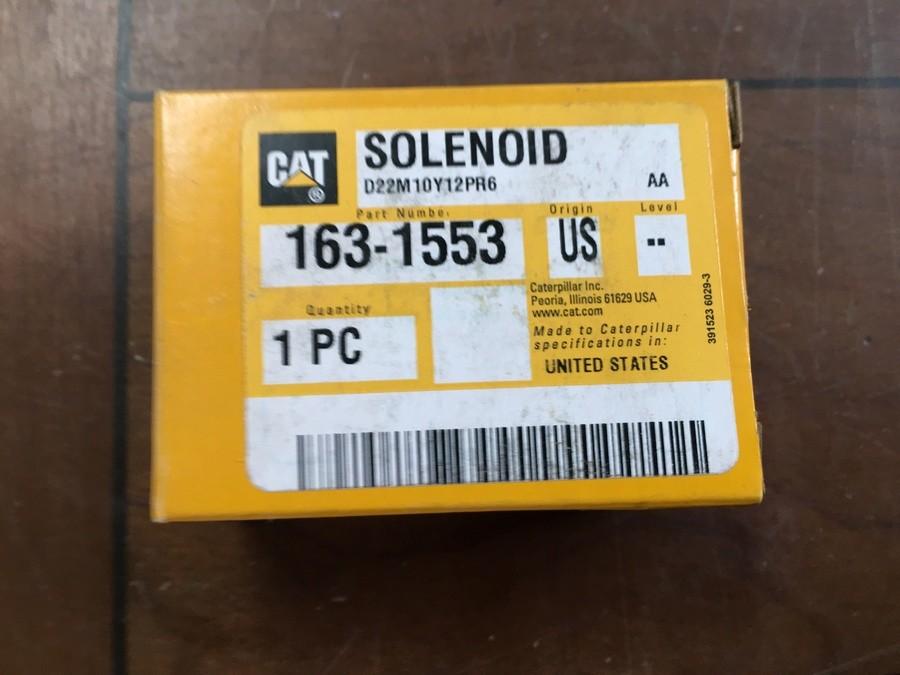 CAT
®
SOLENOID
D22M10Y12PR6
AA
Part Number
163-1553
Origin
US
Level
--
Quantity
1 PC
Caterpillar Inc.
Peoria, Illinois 61629 USA
www.cat.com
Made to Caterpillar
specifications in:
UNITED STATES
391523 6029-3